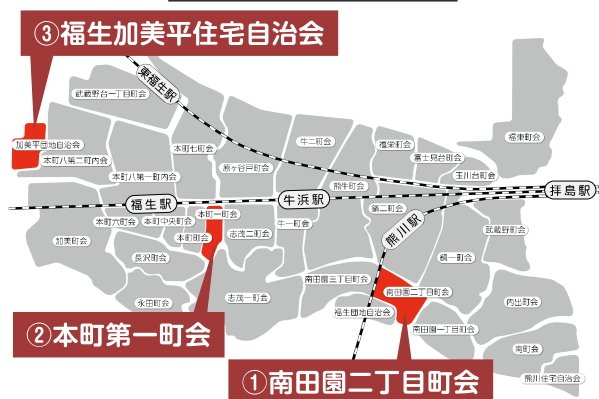 ③福生加美平住宅自治会
東福生駅
武蔵野台一丁目町会
加美平団地自治会
本町八第二町内会
本町七町会
牛二町会
福栄町会
富士見台町会
福東町会
原ヶ谷戸町会
玉川台町会
本町八第一町内会
熊牛町会
福生駅
牛浜駅
拝島駅
本町六町会
本町中央町会
本町一町会
牛一町会
鍋二町会
熊川駅
武蔵野町会
加美町会
本町町会
志茂二町会
長沢町会
鍋一町会
南田園三丁目町会
永田町会
志茂一町会
南田園二丁目町会
内出町会
福生団地自治会
南田園一丁目町会
②本町第一町会
南町会
①南田園二丁目町会
熊川住宅自治会